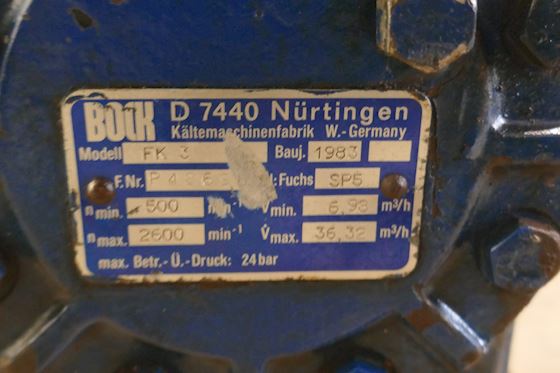 BOCK D 7440 Nürtingen
Kältemaschinenfabrik W.-Germany
Modell FK 3 Bauj. 1983
F.Nr. Fuchs SP5
n min. 500 V̇ min. 6,98 m³/h
n max. 2600 min⁻¹ V̇ max. 36,32 m³/h
max. Betr.-Ü.-Druck: 24 bar